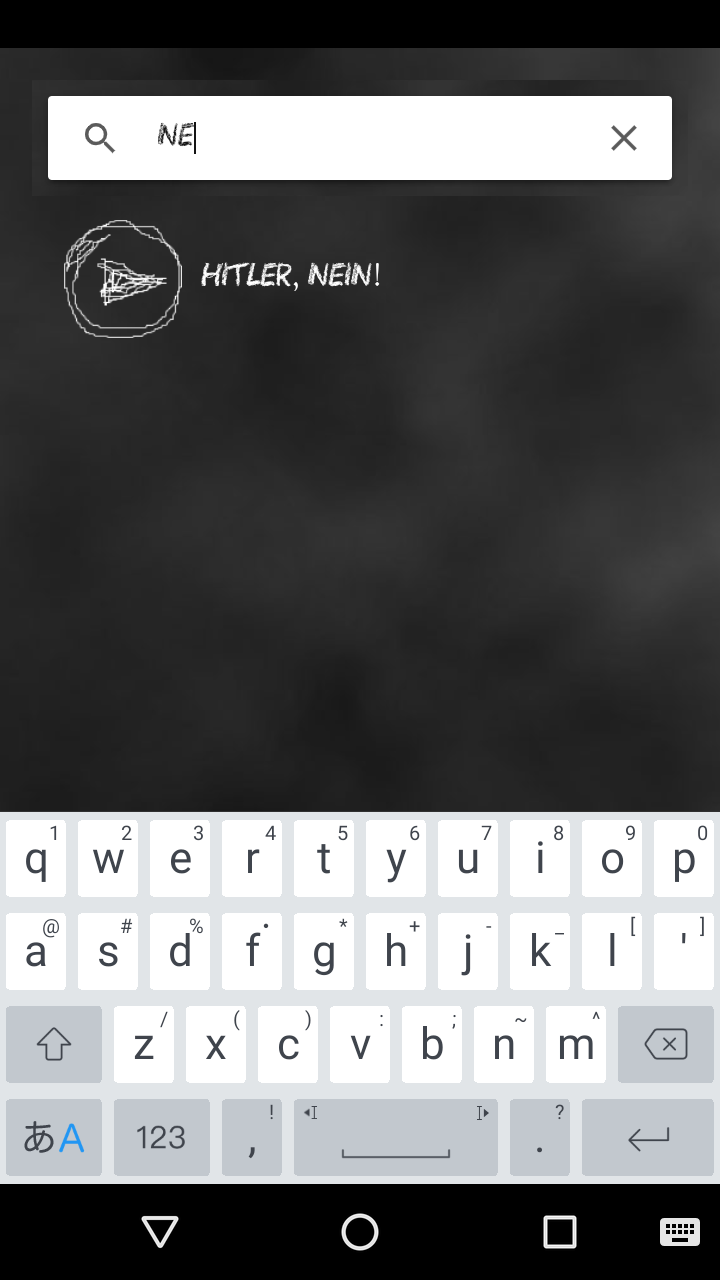 NE
HITLER, NEIN!
1 2 3 4 5 6 7 8 9 0
q w e r t y u i o p
@ # % • * + - _ [ ]
a s d f g h j k l '
/ ( ) : ; ~ ^
z x c v b n m
! ?
あA 123 , .